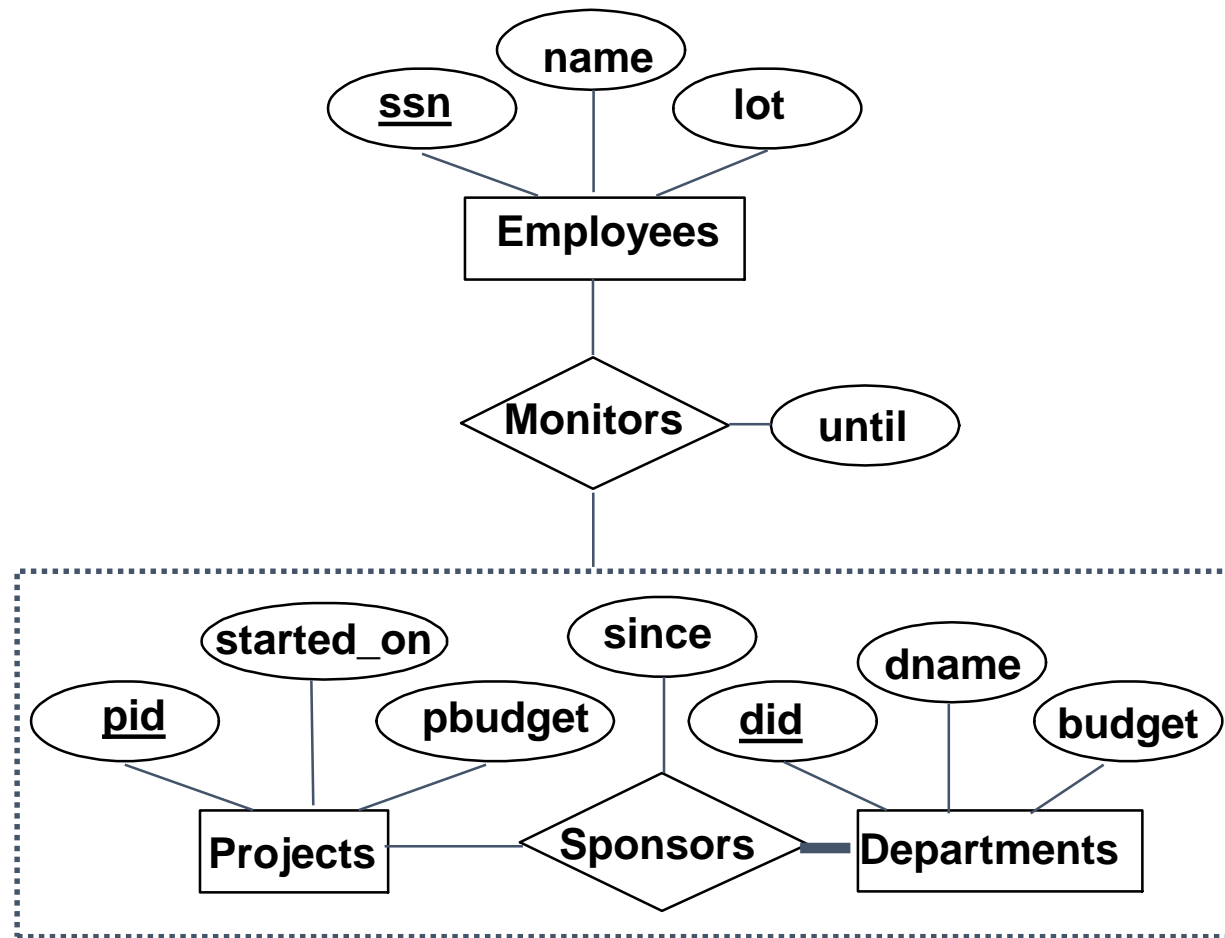 name
ssn
lot
Employees
Monitors
until
started_on
since
dname
pid
pbudget
did
budget
Projects
Sponsors
Departments